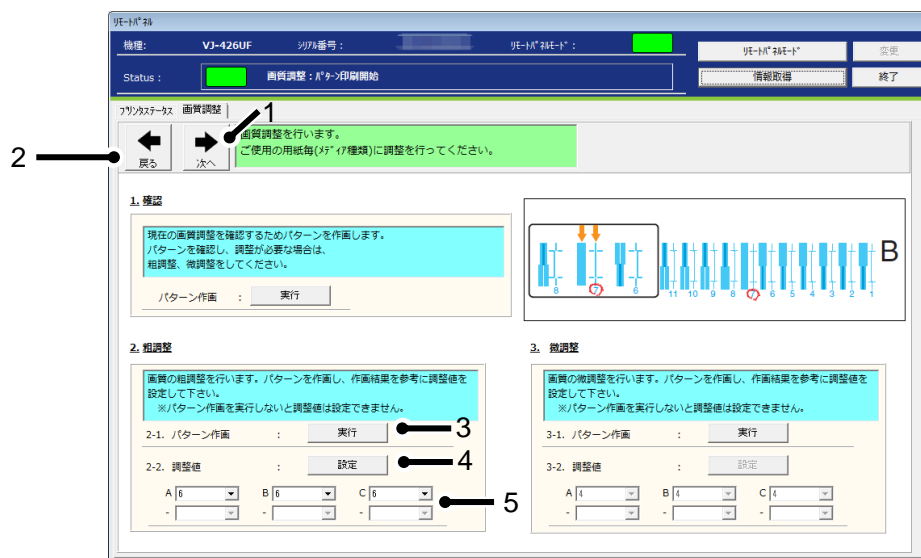 ﾘﾓｰﾄﾊﾟﾈﾙ
機種: VJ-426UF ｼﾘｱﾙ番号： ﾘﾓｰﾄﾊﾟﾈﾙﾓｰﾄﾞ：
ﾘﾓｰﾄﾊﾟﾈﾙﾓｰﾄﾞ 変更
Status： 画質調整：ﾊﾟﾀｰﾝ印刷開始
情報取得 終了
ﾌﾟﾘﾝﾀｽﾃｰﾀｽ 画質調整
1
2
戻る 次へ
画質調整を行います。
ご使用の用紙毎(ﾒﾃﾞｨｱ種類)に調整を行ってください。
1. 確認
現在の画質調整を確認するためパターンを作画します。
パターンを確認し、調整が必要な場合は、
粗調整、微調整をしてください。
パターン作画 ： 実行
B
8 7 6 11 10 9 8 7 6 5 4 3 2 1
2. 粗調整
画質の粗調整を行います。パターンを作画し、作画結果を参考に調整値を
設定して下さい。
※パターン作画を実行しないと調整値は設定できません。
2-1. パターン作画 ： 実行
3
2-2. 調整値 ： 設定
4
A 6 B 6 C 6
- - -
5
3. 微調整
画質の微調整を行います。パターンを作画し、作画結果を参考に調整値を
設定して下さい。
※パターン作画を実行しないと調整値は設定できません。
3-1. パターン作画 ： 実行
3-2. 調整値 ： 設定
A 4 B 4 C 4
- - -